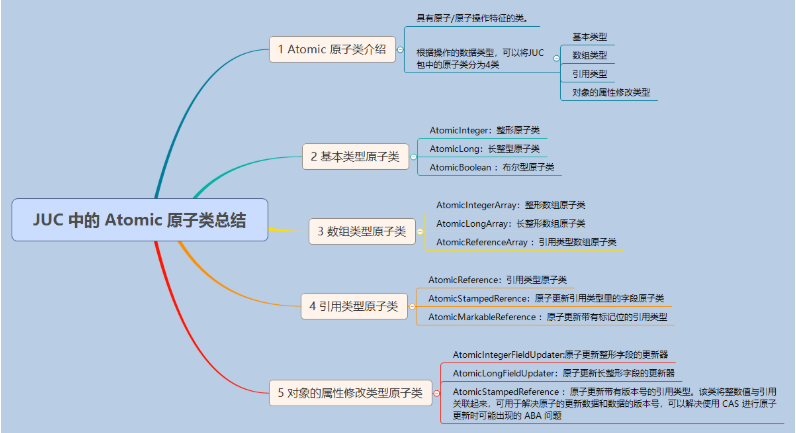 JUC 中的 Atomic 原子类总结
1 Atomic 原子类介绍
具有原子/原子操作特征的类。
根据操作的数据类型，可以将JUC
包中的原子类分为4类
基本类型
数组类型
引用类型
对象的属性修改类型
2 基本类型原子类
AtomicInteger：整形原子类
AtomicLong：长整型原子类
AtomicBoolean ：布尔型原子类
3 数组类型原子类
AtomicIntegerArray：整形数组原子类
AtomicLongArray：长整形数组原子类
AtomicReferenceArray ：引用类型数组原子类
4 引用类型原子类
AtomicReference：引用类型原子类
AtomicStampedRerence：原子更新引用类型里的字段原子类
AtomicMarkableReference ：原子更新带有标记位的引用类型
5 对象的属性修改类型原子类
AtomicIntegerFieldUpdater:原子更新整形字段的更新器
AtomicLongFieldUpdater：原子更新长整形字段的更新器
AtomicStampedReference ：原子更新带有版本号的引用类型。该类将整数值与引用
关联起来，可用于解决原子的更新数据和数据的版本号，可以解决使用 CAS 进行原子
更新时可能出现的 ABA 问题